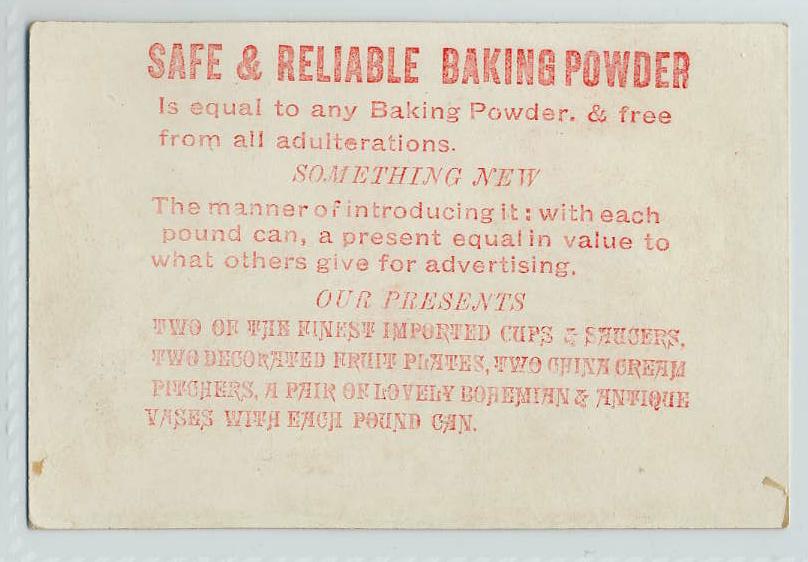 SAFE & RELIABLE BAKING POWDER
Is equal to any Baking Powder. & free
from all adulterations.
SOMETHING NEW
The manner of introducing it: with each
pound can, a present equal in value to
what others give for advertising.
OUR PRESENTS
TWO OF THE FINEST IMPORTED CUPS & SAUCERS,
TWO DECORATED FRUIT PLATES, TWO CHINA CREAM
PITCHERS, A PAIR OF LOVELY BOHEMIAN & ANTIQUE
VASES WITH EACH POUND CAN.